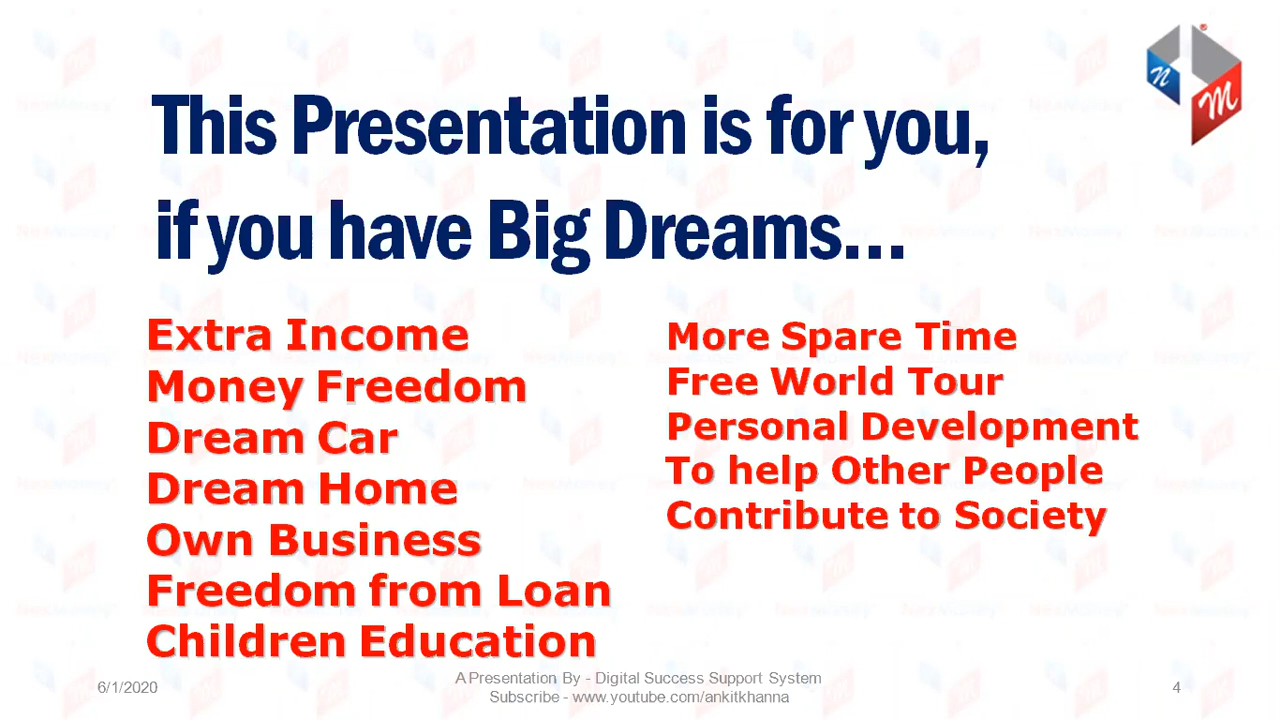 This Presentation is for you,
if you have Big Dreams...
Extra Income
Money Freedom
Dream Car
Dream Home
Own Business
Freedom from Loan
Children Education
More Spare Time
Free World Tour
Personal Development
To help Other People
Contribute to Society
n M
6/1/2020
A Presentation By - Digital Success Support System
Subscribe - www.youtube.com/ankitkhanna
4